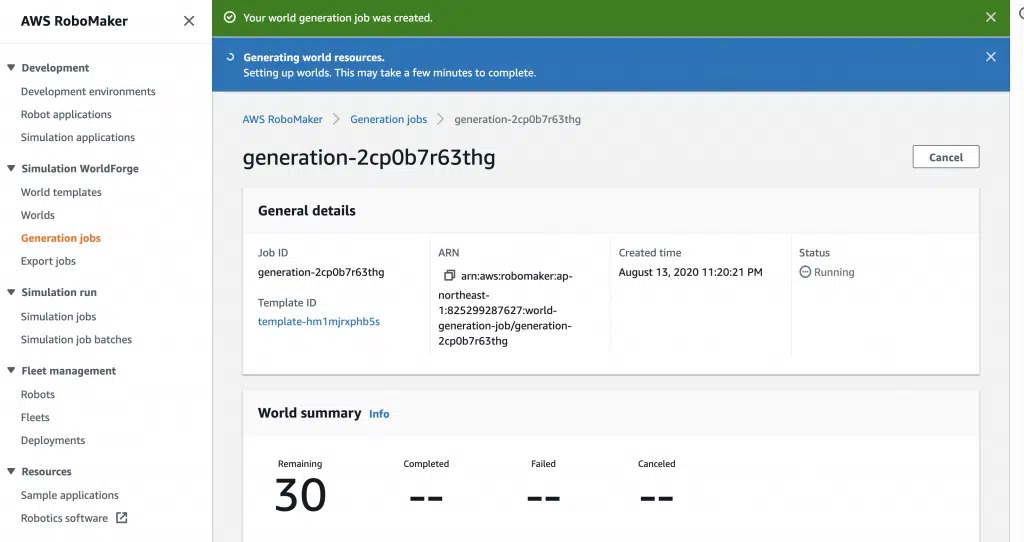 AWS RoboMaker
Development
Development environments
Robot applications
Simulation applications
Simulation WorldForge
World templates
Worlds
Generation jobs
Export jobs
Simulation run
Simulation jobs
Simulation job batches
Fleet management
Robots
Fleets
Deployments
Resources
Sample applications
Robotics software
Your world generation job was created.
Generating world resources.
Setting up worlds. This may take a few minutes to complete.
AWS RoboMaker > Generation jobs > generation-2cp0b7r63thg
generation-2cp0b7r63thg
Cancel
General details
Job ID
generation-2cp0b7r63thg
Template ID
template-hm1mjrxphb5s
ARN
arn:aws:robomaker:ap-
northeast-
1:825299287627:world-
generation-job/generation-
2cp0b7r63thg
Created time
August 13, 2020 11:20:21 PM
Status
Running
World summary Info
Remaining
30
Completed
--
Failed
--
Canceled
--